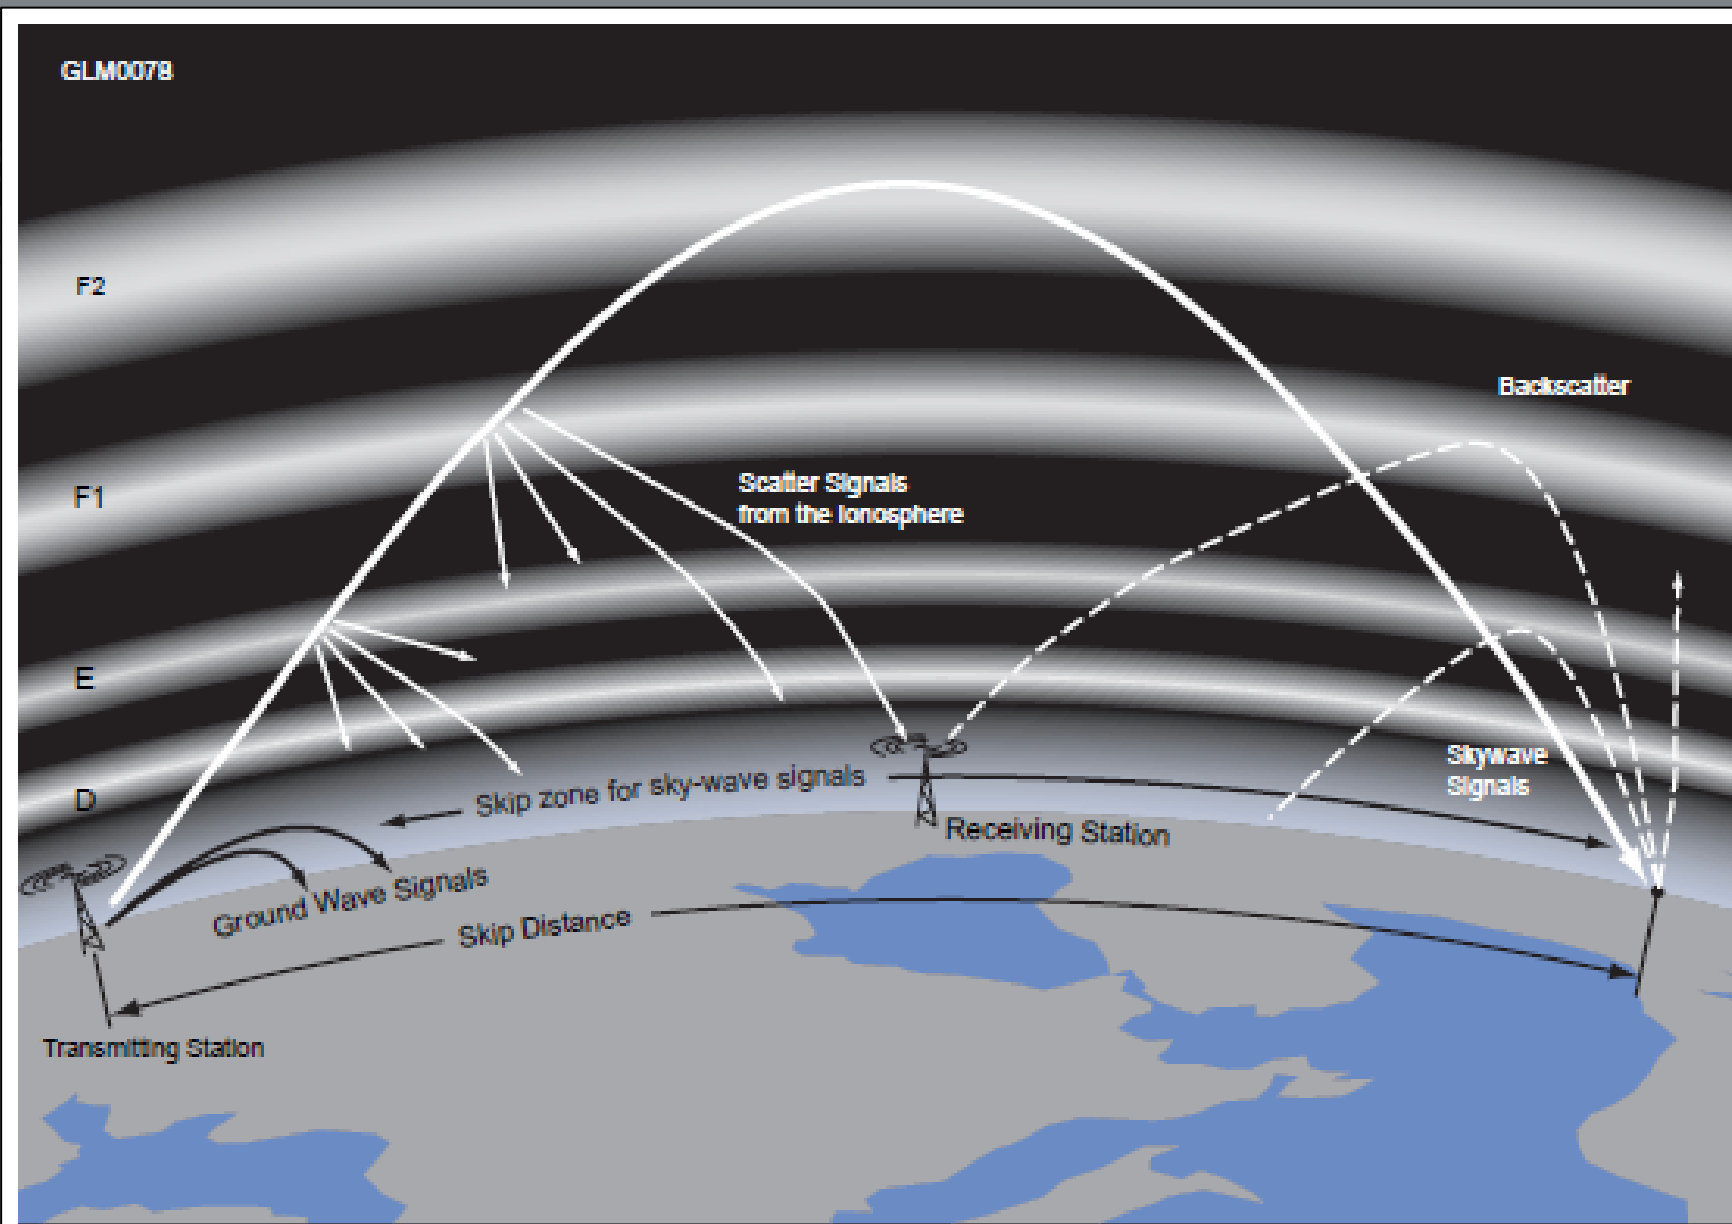 GLM0078
F2
Backscatter
F1
Scatter Signals
from the Ionosphere
E
Skywave
Signals
D
Skip zone for sky-wave signals
Receiving Station
Ground Wave Signals
Skip Distance
Transmitting Station